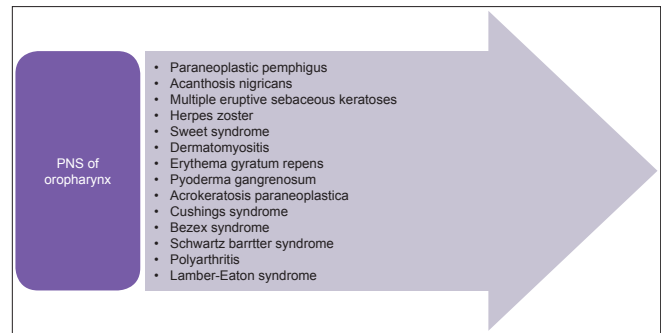 PNS of
oropharynx
• Paraneoplastic pemphigus
• Acanthosis nigricans
• Multiple eruptive sebaceous keratoses
• Herpes zoster
• Sweet syndrome
• Dermatomyositis
• Erythema gyratum repens
• Pyoderma gangrenosum
• Acrokeratosis paraneoplastica
• Cushings syndrome
• Bezex syndrome
• Schwartz barrtter syndrome
• Polyarthritis
• Lamber-Eaton syndrome